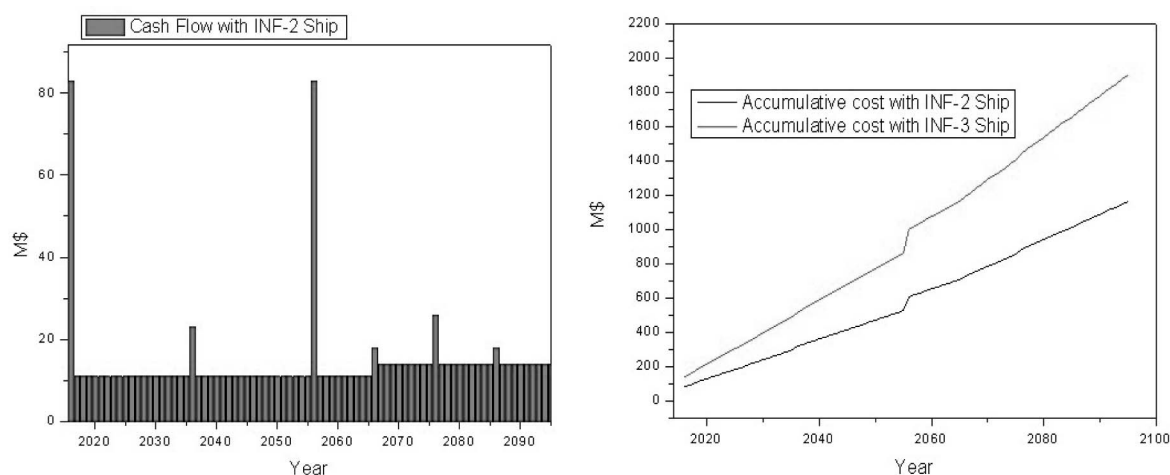 Cash Flow with INF-2 Ship
80
60
40
20
0
M$
2020 2030 2040 2050 2060 2070 2080 2090
Year
2200
2000
1800
1600
1400
1200
1000
800
600
400
200
0
M$
Accumulative cost with INF-2 Ship
Accumulative cost with INF-3 Ship
2020 2040 2060 2080 2100
Year